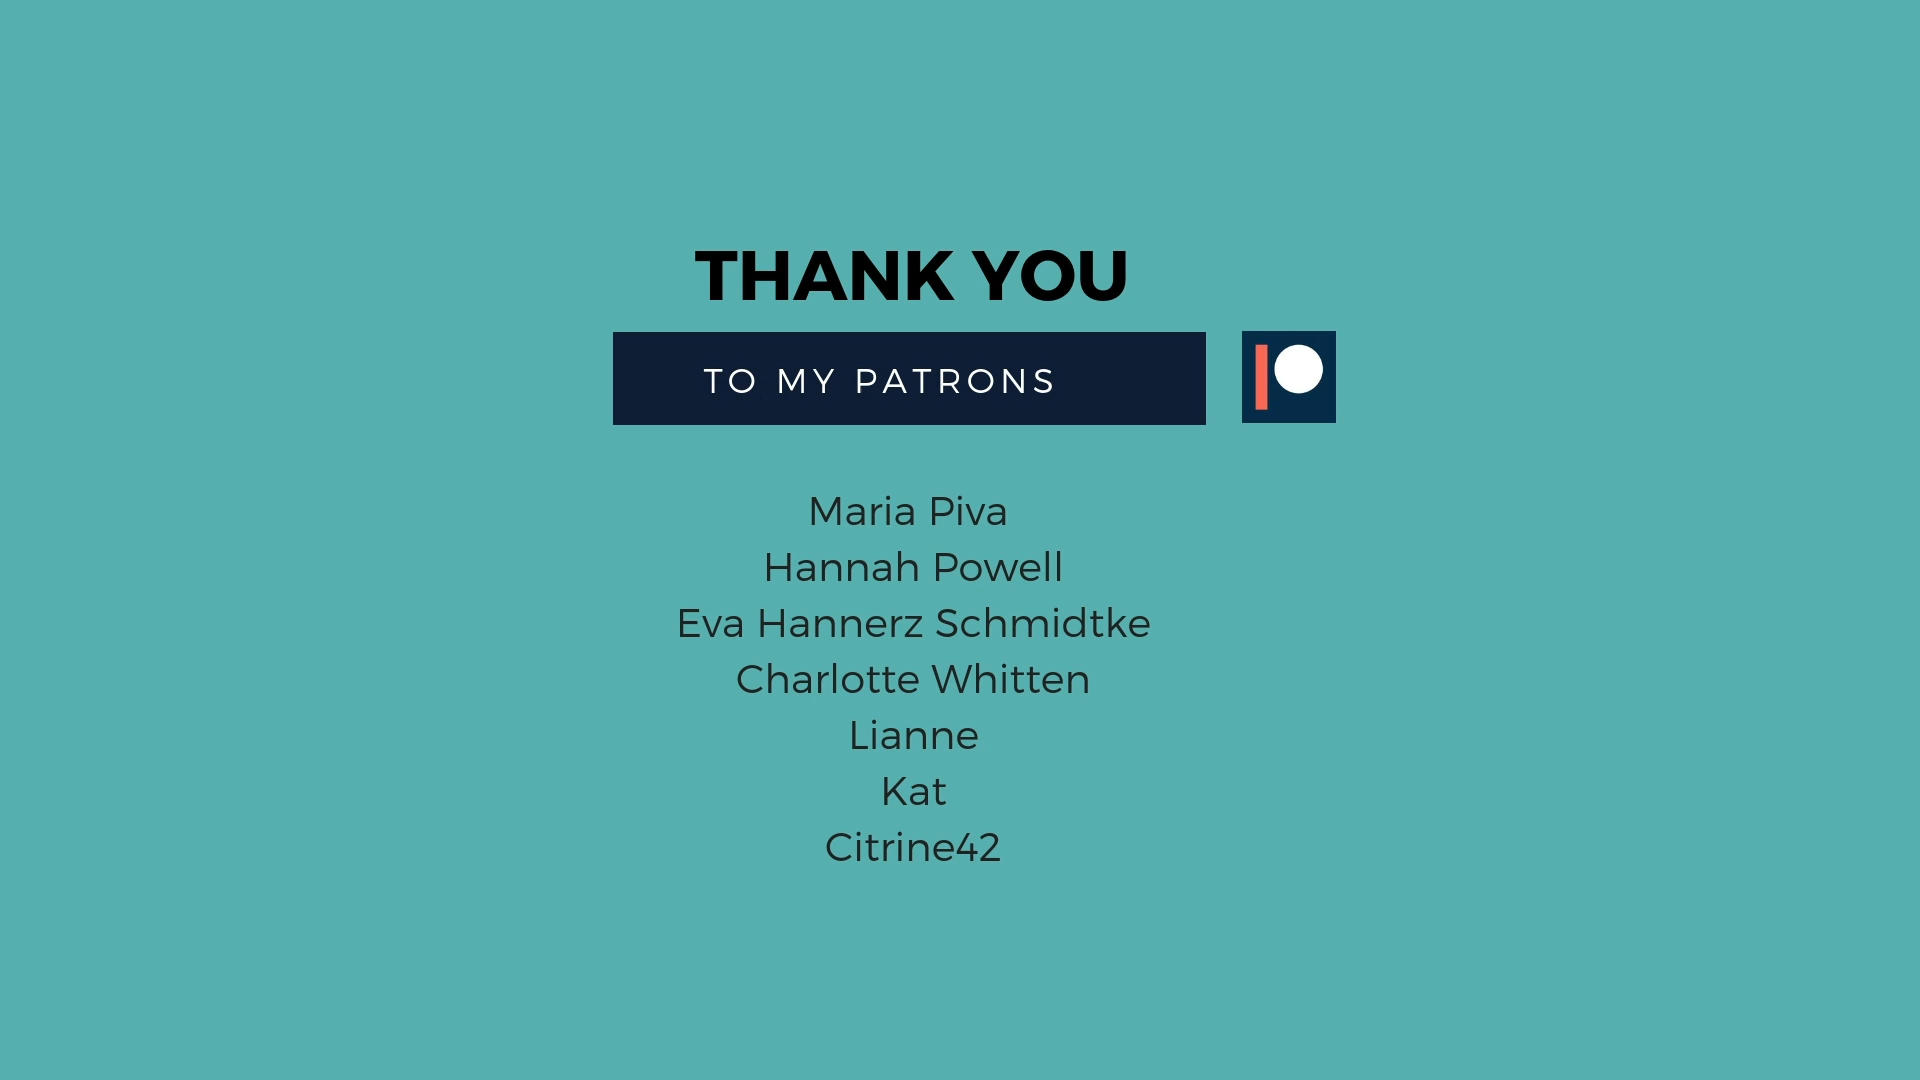 THANK YOU
TO MY PATRONS
Maria Piva
Hannah Powell
Eva Hannerz Schmidtke
Charlotte Whitten
Lianne
Kat
Citrine42